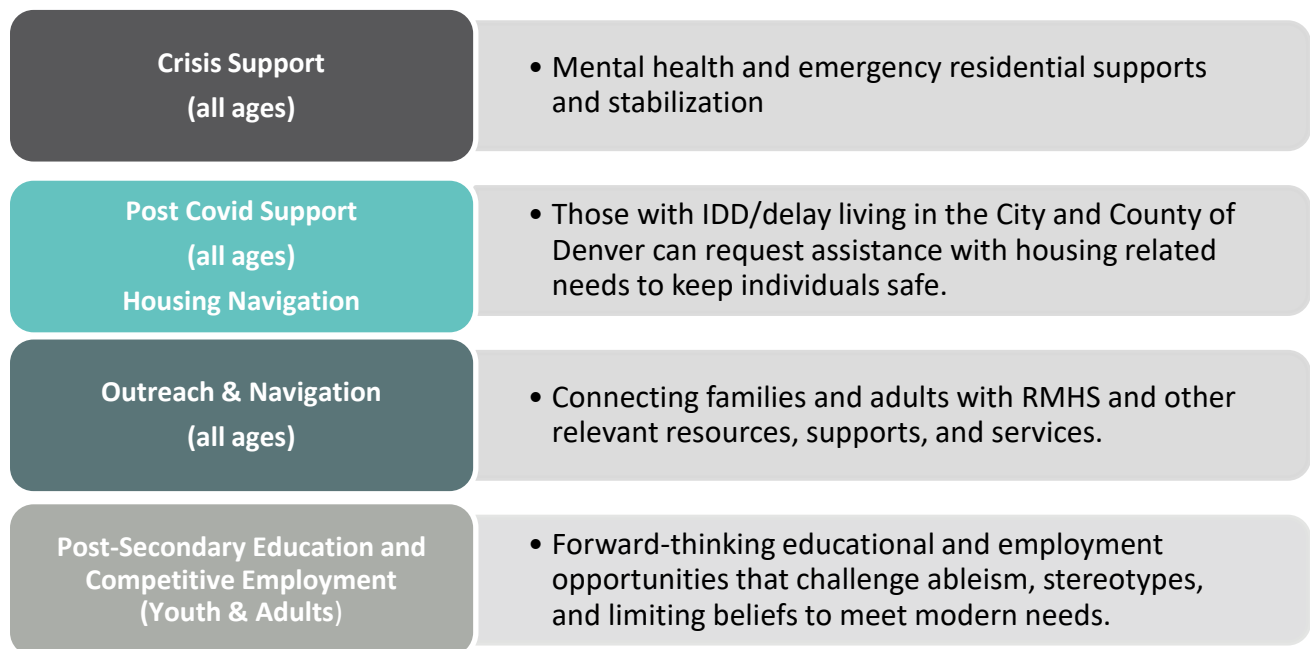 Crisis Support
(all ages)
• Mental health and emergency residential supports
and stabilization
Post Covid Support
(all ages)
Housing Navigation
• Those with IDD/delay living in the City and County of
Denver can request assistance with housing related
needs to keep individuals safe.
Outreach & Navigation
(all ages)
• Connecting families and adults with RMHS and other
relevant resources, supports, and services.
Post-Secondary Education and
Competitive Employment
(Youth & Adults)
• Forward-thinking educational and employment
opportunities that challenge ableism, stereotypes,
and limiting beliefs to meet modern needs.